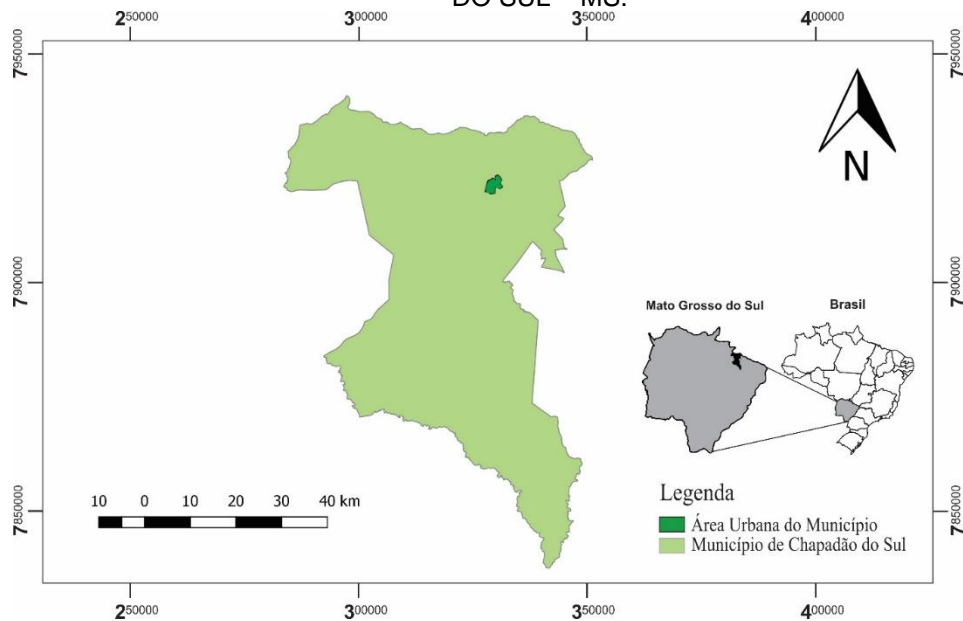 DO SUL – MS.
250000 300000 350000 400000
7950000 7950000
N
7900000 7900000
Mato Grosso do Sul Brasil
10 0 10 20 30 40 km
Legenda
Área Urbana do Município
Município de Chapadão do Sul
7850000 7850000
250000 300000 350000 400000